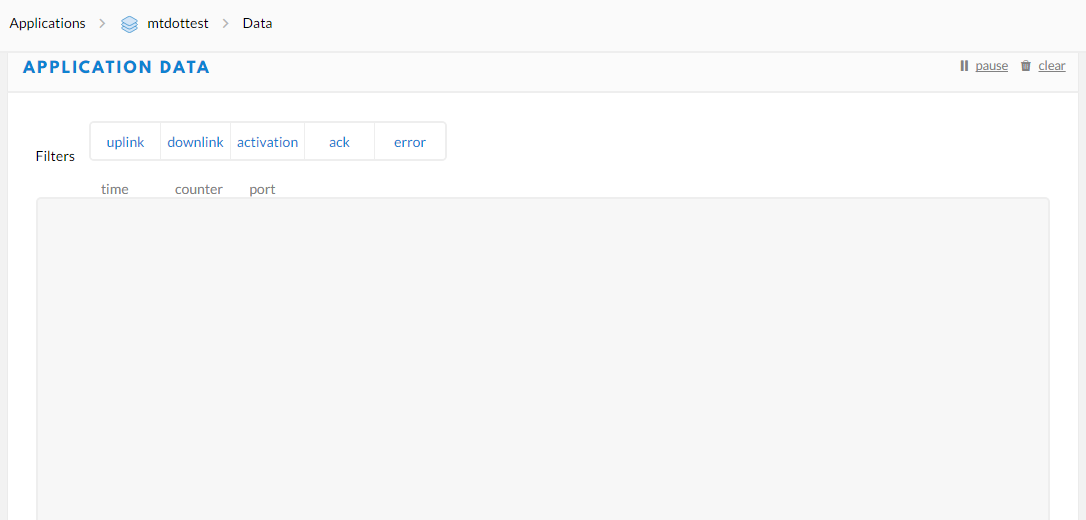 Applications > mtdottest > Data
APPLICATION DATA pause clear
Filters uplink downlink activation ack error
time counter port